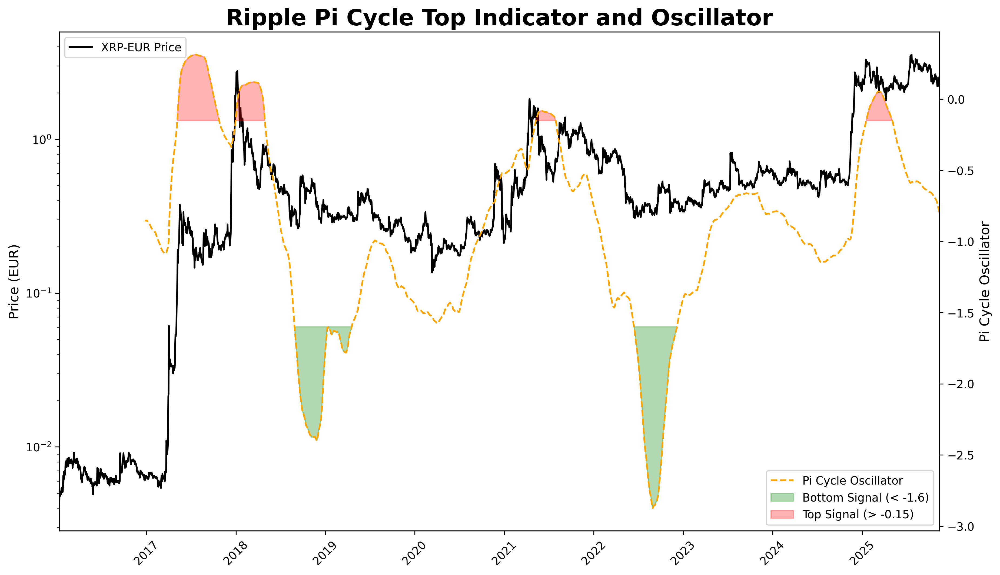 Ripple Pi Cycle Top Indicator and Oscillator
XRP-EUR Price
Price (EUR)
10⁰
10⁻¹
10⁻²
0.0
−0.5
−1.0
−1.5
−2.0
−2.5
−3.0
Pi Cycle Oscillator
Pi Cycle Oscillator
Bottom Signal (< -1.6)
Top Signal (> -0.15)
2017
2018
2019
2020
2021
2022
2023
2024
2025